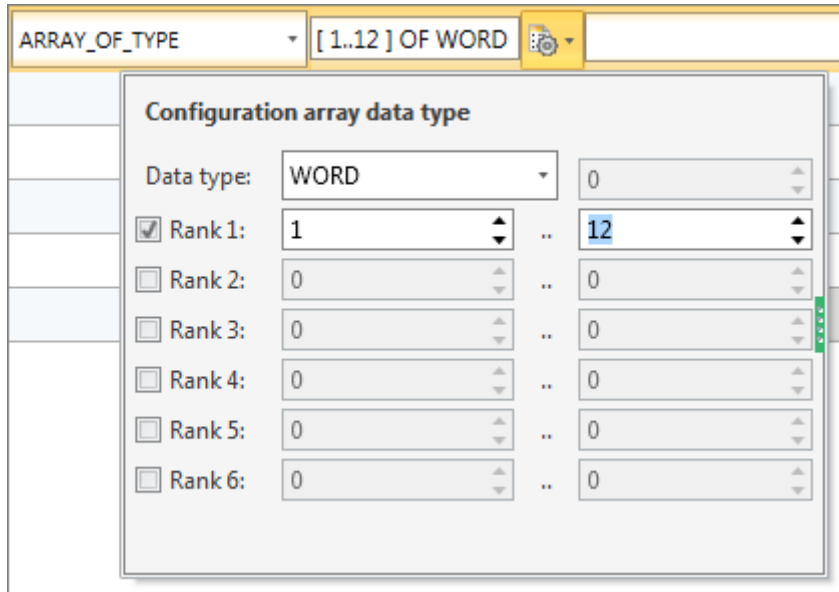 ARRAY_OF_TYPE [ 1..12 ] OF WORD
Configuration array data type
Data type: WORD 0
Rank 1: 1 .. 12
Rank 2: 0 .. 0
Rank 3: 0 .. 0
Rank 4: 0 .. 0
Rank 5: 0 .. 0
Rank 6: 0 .. 0